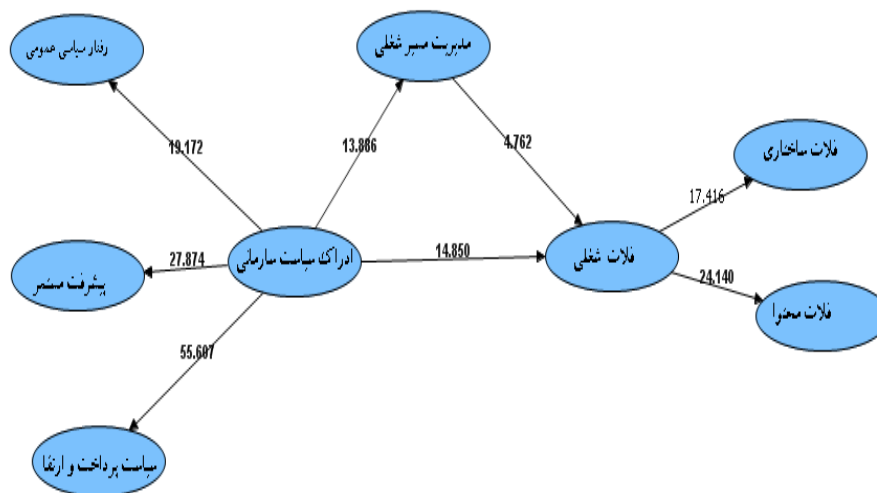 رفتار سیاسی عمومی
مدیریت مسیر شغلی
19.172
13.886
4.762
فلات ساختاری
17.416
ادراک سیاست سازمانی
14.850
فلات شغلی
27.874
پیشرفت مستمر
24.140
فلات محتوا
55.607
سیاست پرداخت و ارتقا